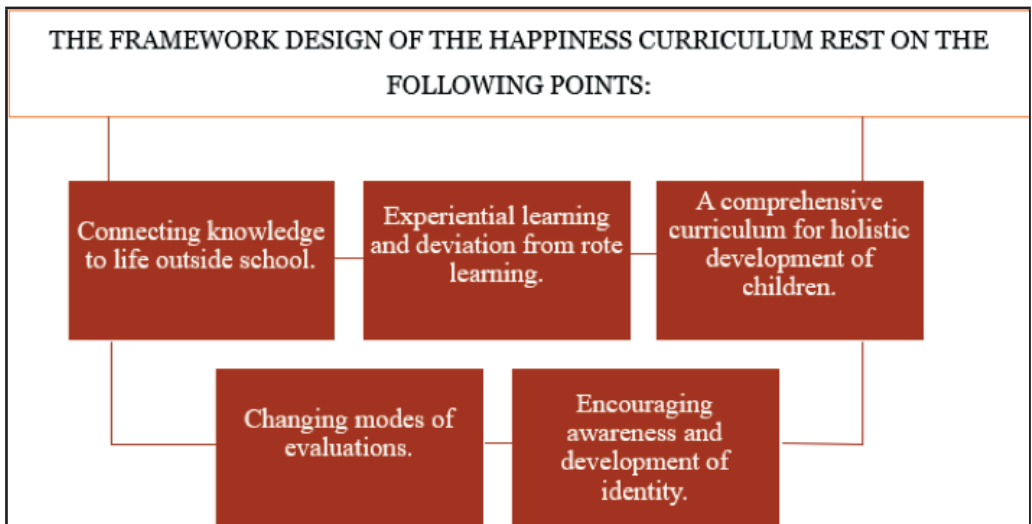 THE FRAMEWORK DESIGN OF THE HAPPINESS CURRICULUM REST ON THE
FOLLOWING POINTS:
Connecting knowledge
to life outside school.
Experiential learning
and deviation from rote
learning.
A comprehensive
curriculum for holistic
development of
children.
Changing modes of
evaluations.
Encouraging
awareness and
development of
identity.